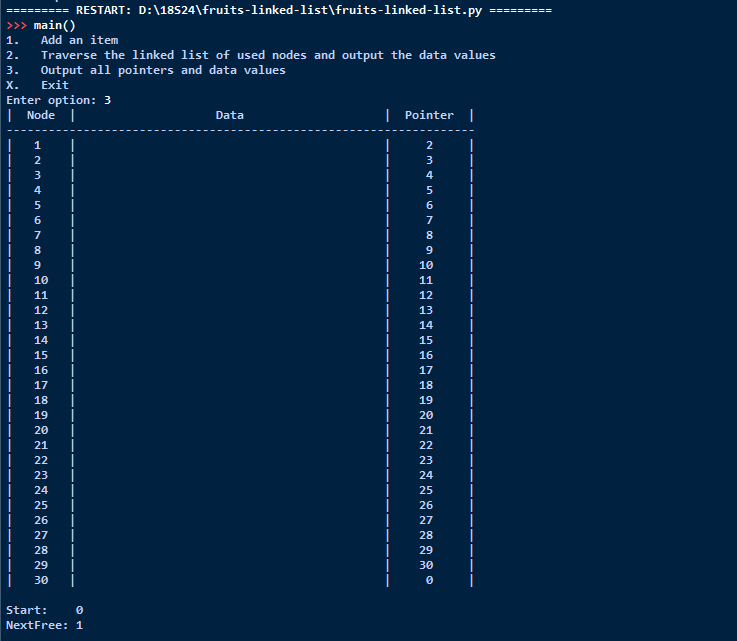 ========= RESTART: D:\18S24\fruits-linked-list\fruits-linked-list.py =========
>>> main()
1.   Add an item
2.   Traverse the linked list of used nodes and output the data values
3.   Output all pointers and data values
X.   Exit
Enter option: 3
|  Node  |                    Data                    |  Pointer  |
-------------------------------------------------------------------
|   1    |                                            |     2     |
|   2    |                                            |     3     |
|   3    |                                            |     4     |
|   4    |                                            |     5     |
|   5    |                                            |     6     |
|   6    |                                            |     7     |
|   7    |                                            |     8     |
|   8    |                                            |     9     |
|   9    |                                            |    10     |
|   10   |                                            |    11     |
|   11   |                                            |    12     |
|   12   |                                            |    13     |
|   13   |                                            |    14     |
|   14   |                                            |    15     |
|   15   |                                            |    16     |
|   16   |                                            |    17     |
|   17   |                                            |    18     |
|   18   |                                            |    19     |
|   19   |                                            |    20     |
|   20   |                                            |    21     |
|   21   |                                            |    22     |
|   22   |                                            |    23     |
|   23   |                                            |    24     |
|   24   |                                            |    25     |
|   25   |                                            |    26     |
|   26   |                                            |    27     |
|   27   |                                            |    28     |
|   28   |                                            |    29     |
|   29   |                                            |    30     |
|   30   |                                            |     0     |
Start:    0
NextFree: 1